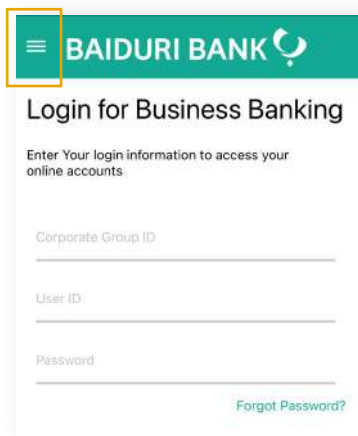 BAIDURI BANK
Login for Business Banking
Enter Your login information to access your
online accounts
Corporate Group ID
User ID
Password
Forgot Password?